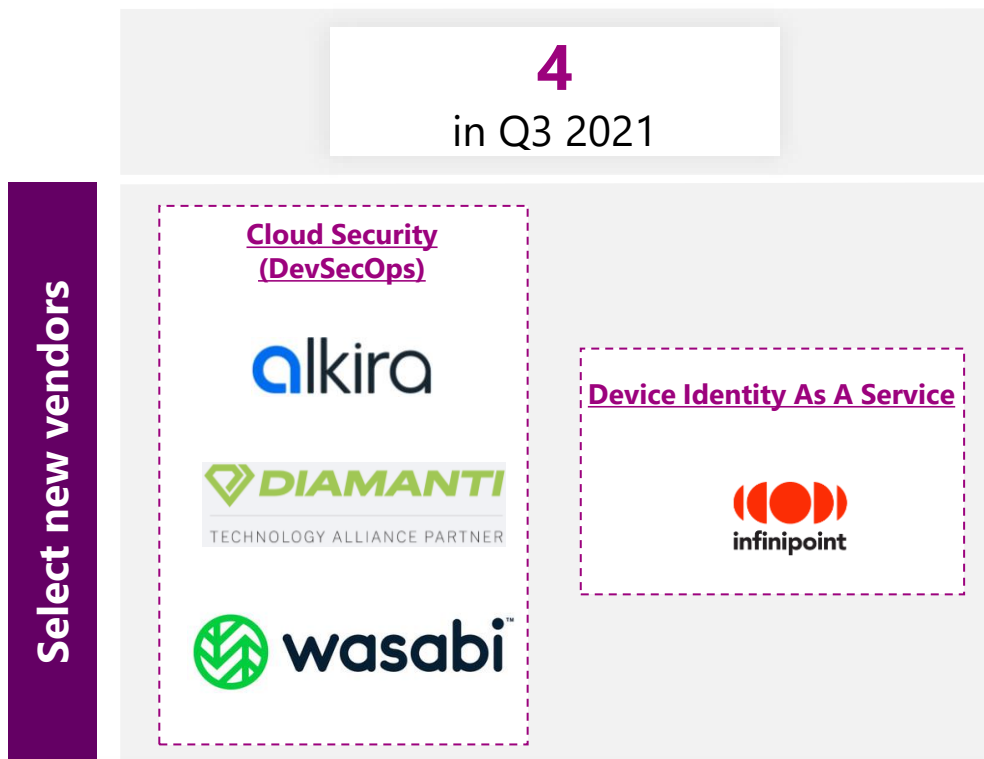 4
in Q3 2021
Select new vendors
Cloud Security
(DevSecOps)
alkira
DIAMANTI
TECHNOLOGY ALLIANCE PARTNER
wasabi™
Device Identity As A Service
infinipoint